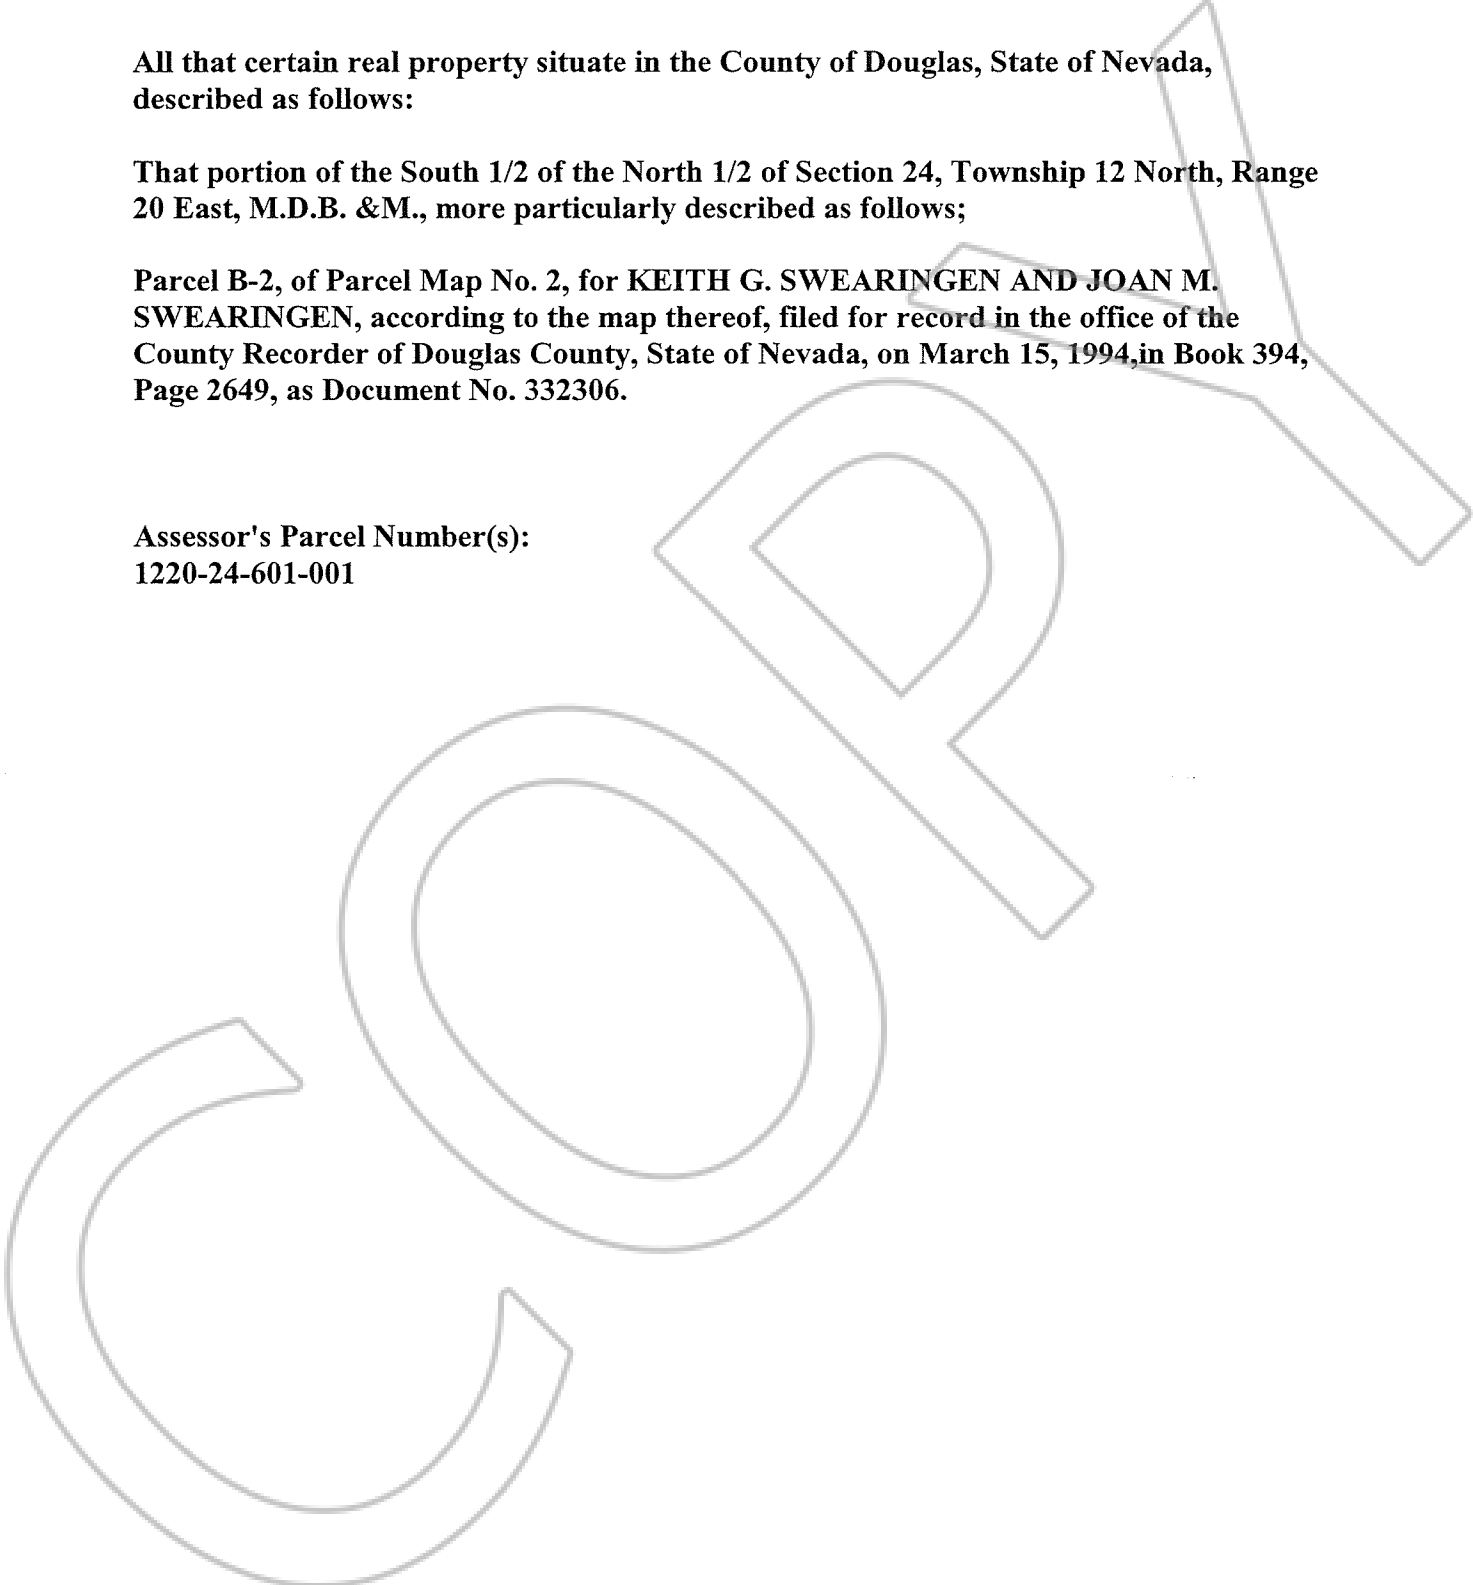 All that certain real property situate in the County of Douglas, State of Nevada,
described as follows:
That portion of the South 1/2 of the North 1/2 of Section 24, Township 12 North, Range
20 East, M.D.B. &M., more particularly described as follows;
Parcel B-2, of Parcel Map No. 2, for KEITH G. SWEARINGEN AND JOAN M.
SWEARINGEN, according to the map thereof, filed for record in the office of the
County Recorder of Douglas County, State of Nevada, on March 15, 1994,in Book 394,
Page 2649, as Document No. 332306.
Assessor's Parcel Number(s):
1220-24-601-001
COPY